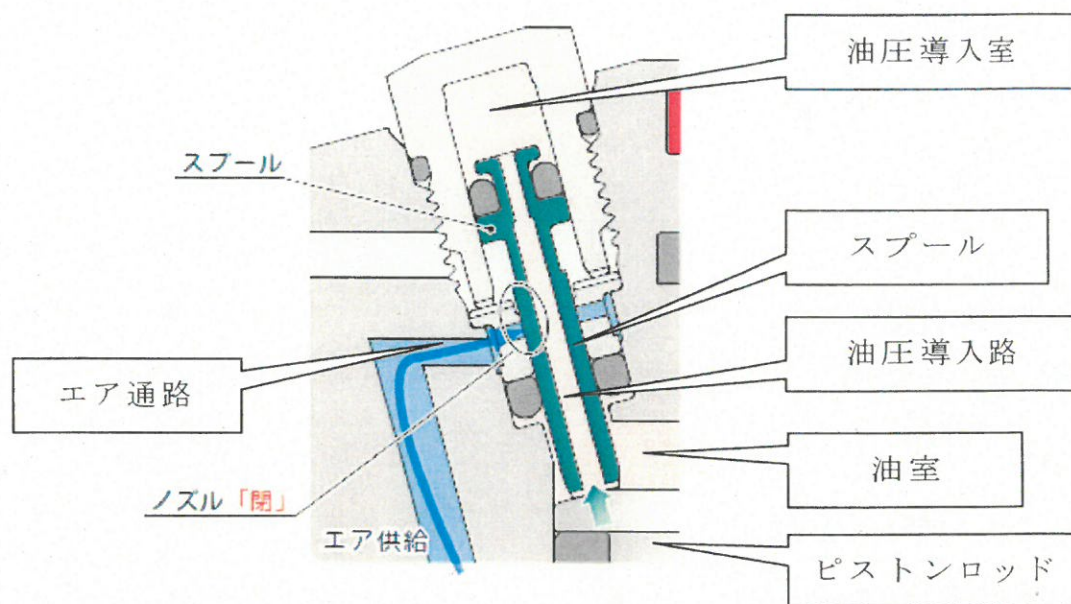 油圧導入室
スプール
スプール
油圧導入路
エア通路
油室
ノズル「閉」
エア供給
ピストンロッド